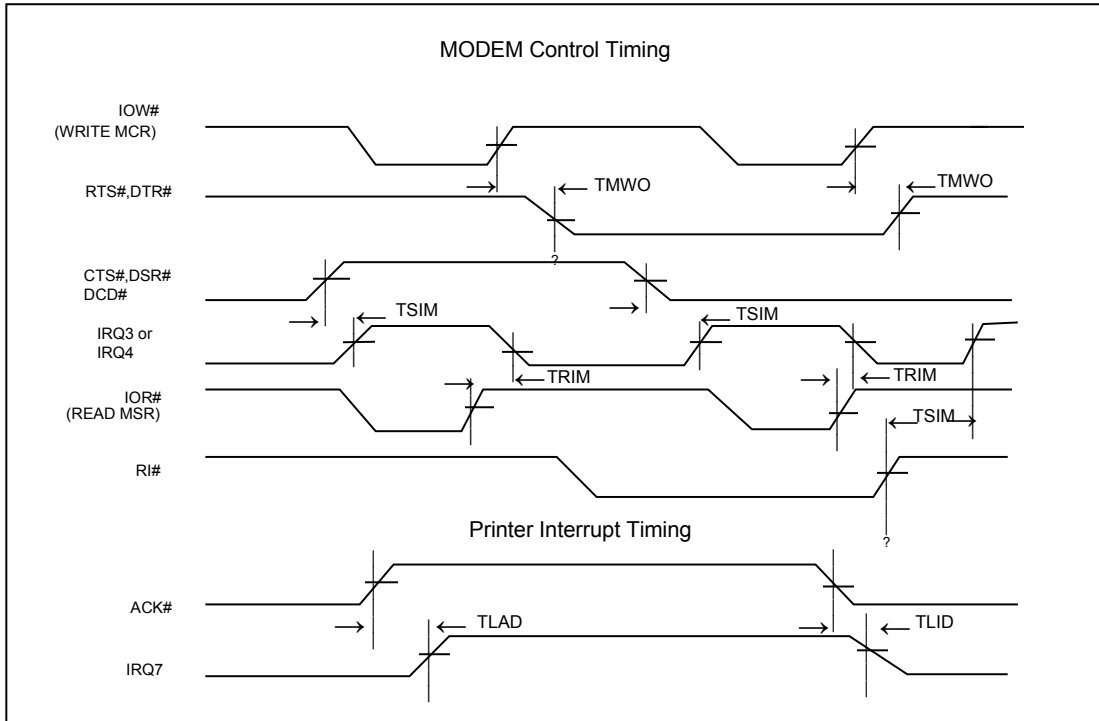 MODEM Control Timing
IOW#
(WRITE MCR)
RTS#,DTR#
TMWO
TMWO
?
CTS#,DSR#
DCD#
TSIM
TSIM
IRQ3 or
IRQ4
TRIM
TRIM
IOR#
(READ MSR)
TSIM
RI#
?
Printer Interrupt Timing
ACK#
TLAD
TLID
IRQ7